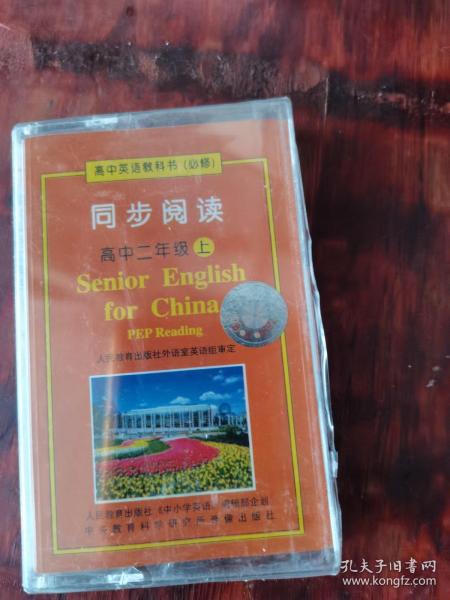 高中英语教科书(必修)
同步阅读
高中二年级 上
Senior English
for China
PEP Reading
人民教育出版社外语室英语组审定
人民教育出版社《中小学英语》编辑部企划
中央教育科学研究所音像出版社
孔夫子旧书网
www.kongfz.com